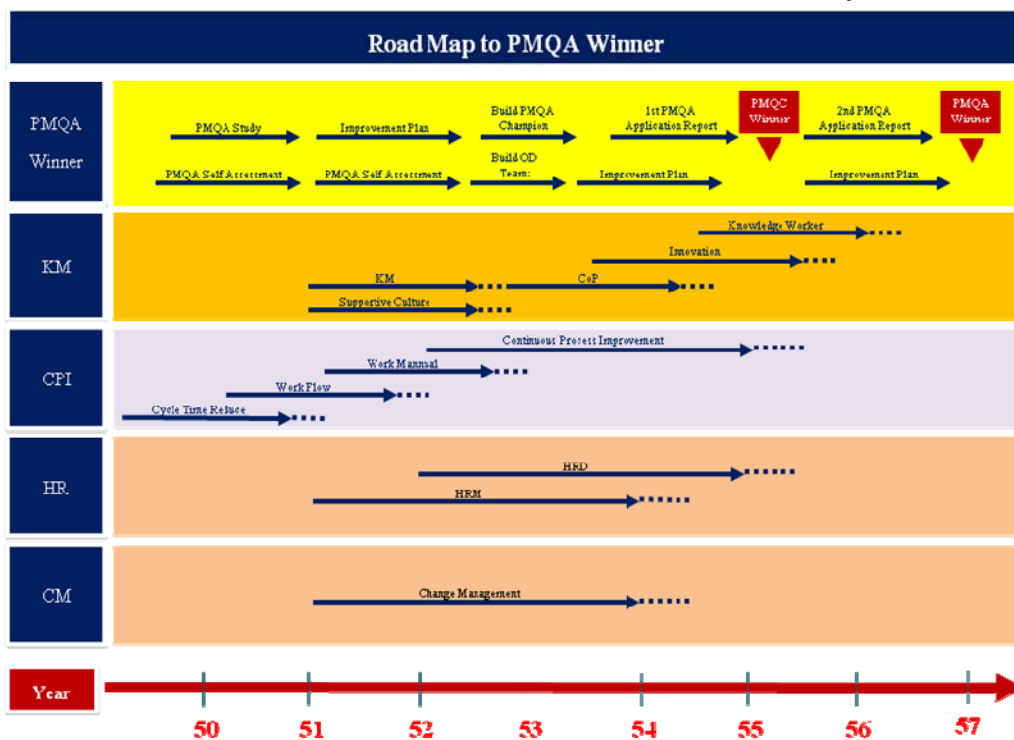 Road Map to PMQA Winner
PMQA
Winner
PMQA Study
Improvement Plan
Build PMQA
Champion
1st PMQA
Application Report
PMQC
Winner
2nd PMQA
Application Report
PMQA
Winner
PMQA Self Assessment
PMQA Self Assessment
Build OD
Team:
Improvement Plan
Improvement Plan
KM
Knowledge Worker
Innovation
KM
CoP
Supportive Culture
CPI
Continuous Process Improvement
Work Mannual
Work Flow
Cycle Time Reduce
HR
HRD
HRM
CM
Change Management
Year
50
51
52
53
54
55
56
57